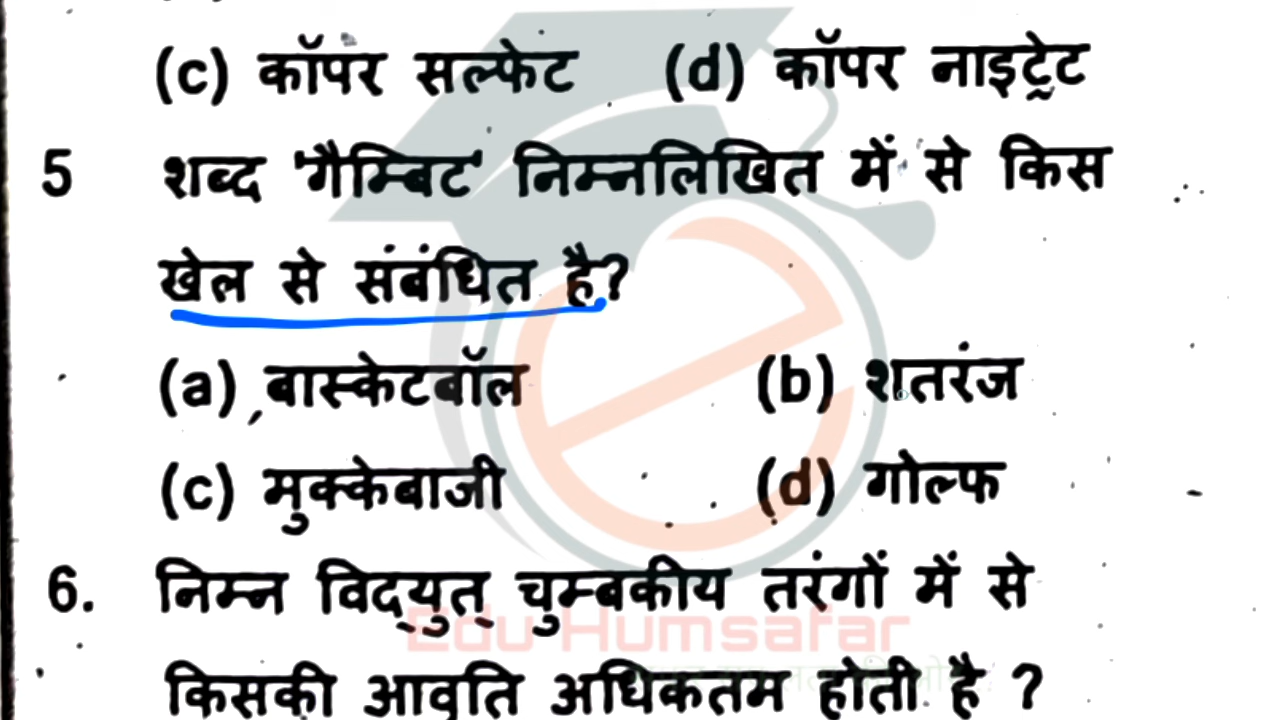 (c) कॉपर सल्फेट (d) कॉपर नाइट्रेट
5 शब्द 'गैम्बिट' निम्नलिखित में से किस
खेल से संबंधित है?
(a) बास्केटबॉल (b) शतरंज
(c) मुक्केबाजी (d) गोल्फ
6. निम्न विद्युत् चुम्बकीय तरंगों में से
Edu Humsafar
किसकी आवृति अधिकतम होती है ?